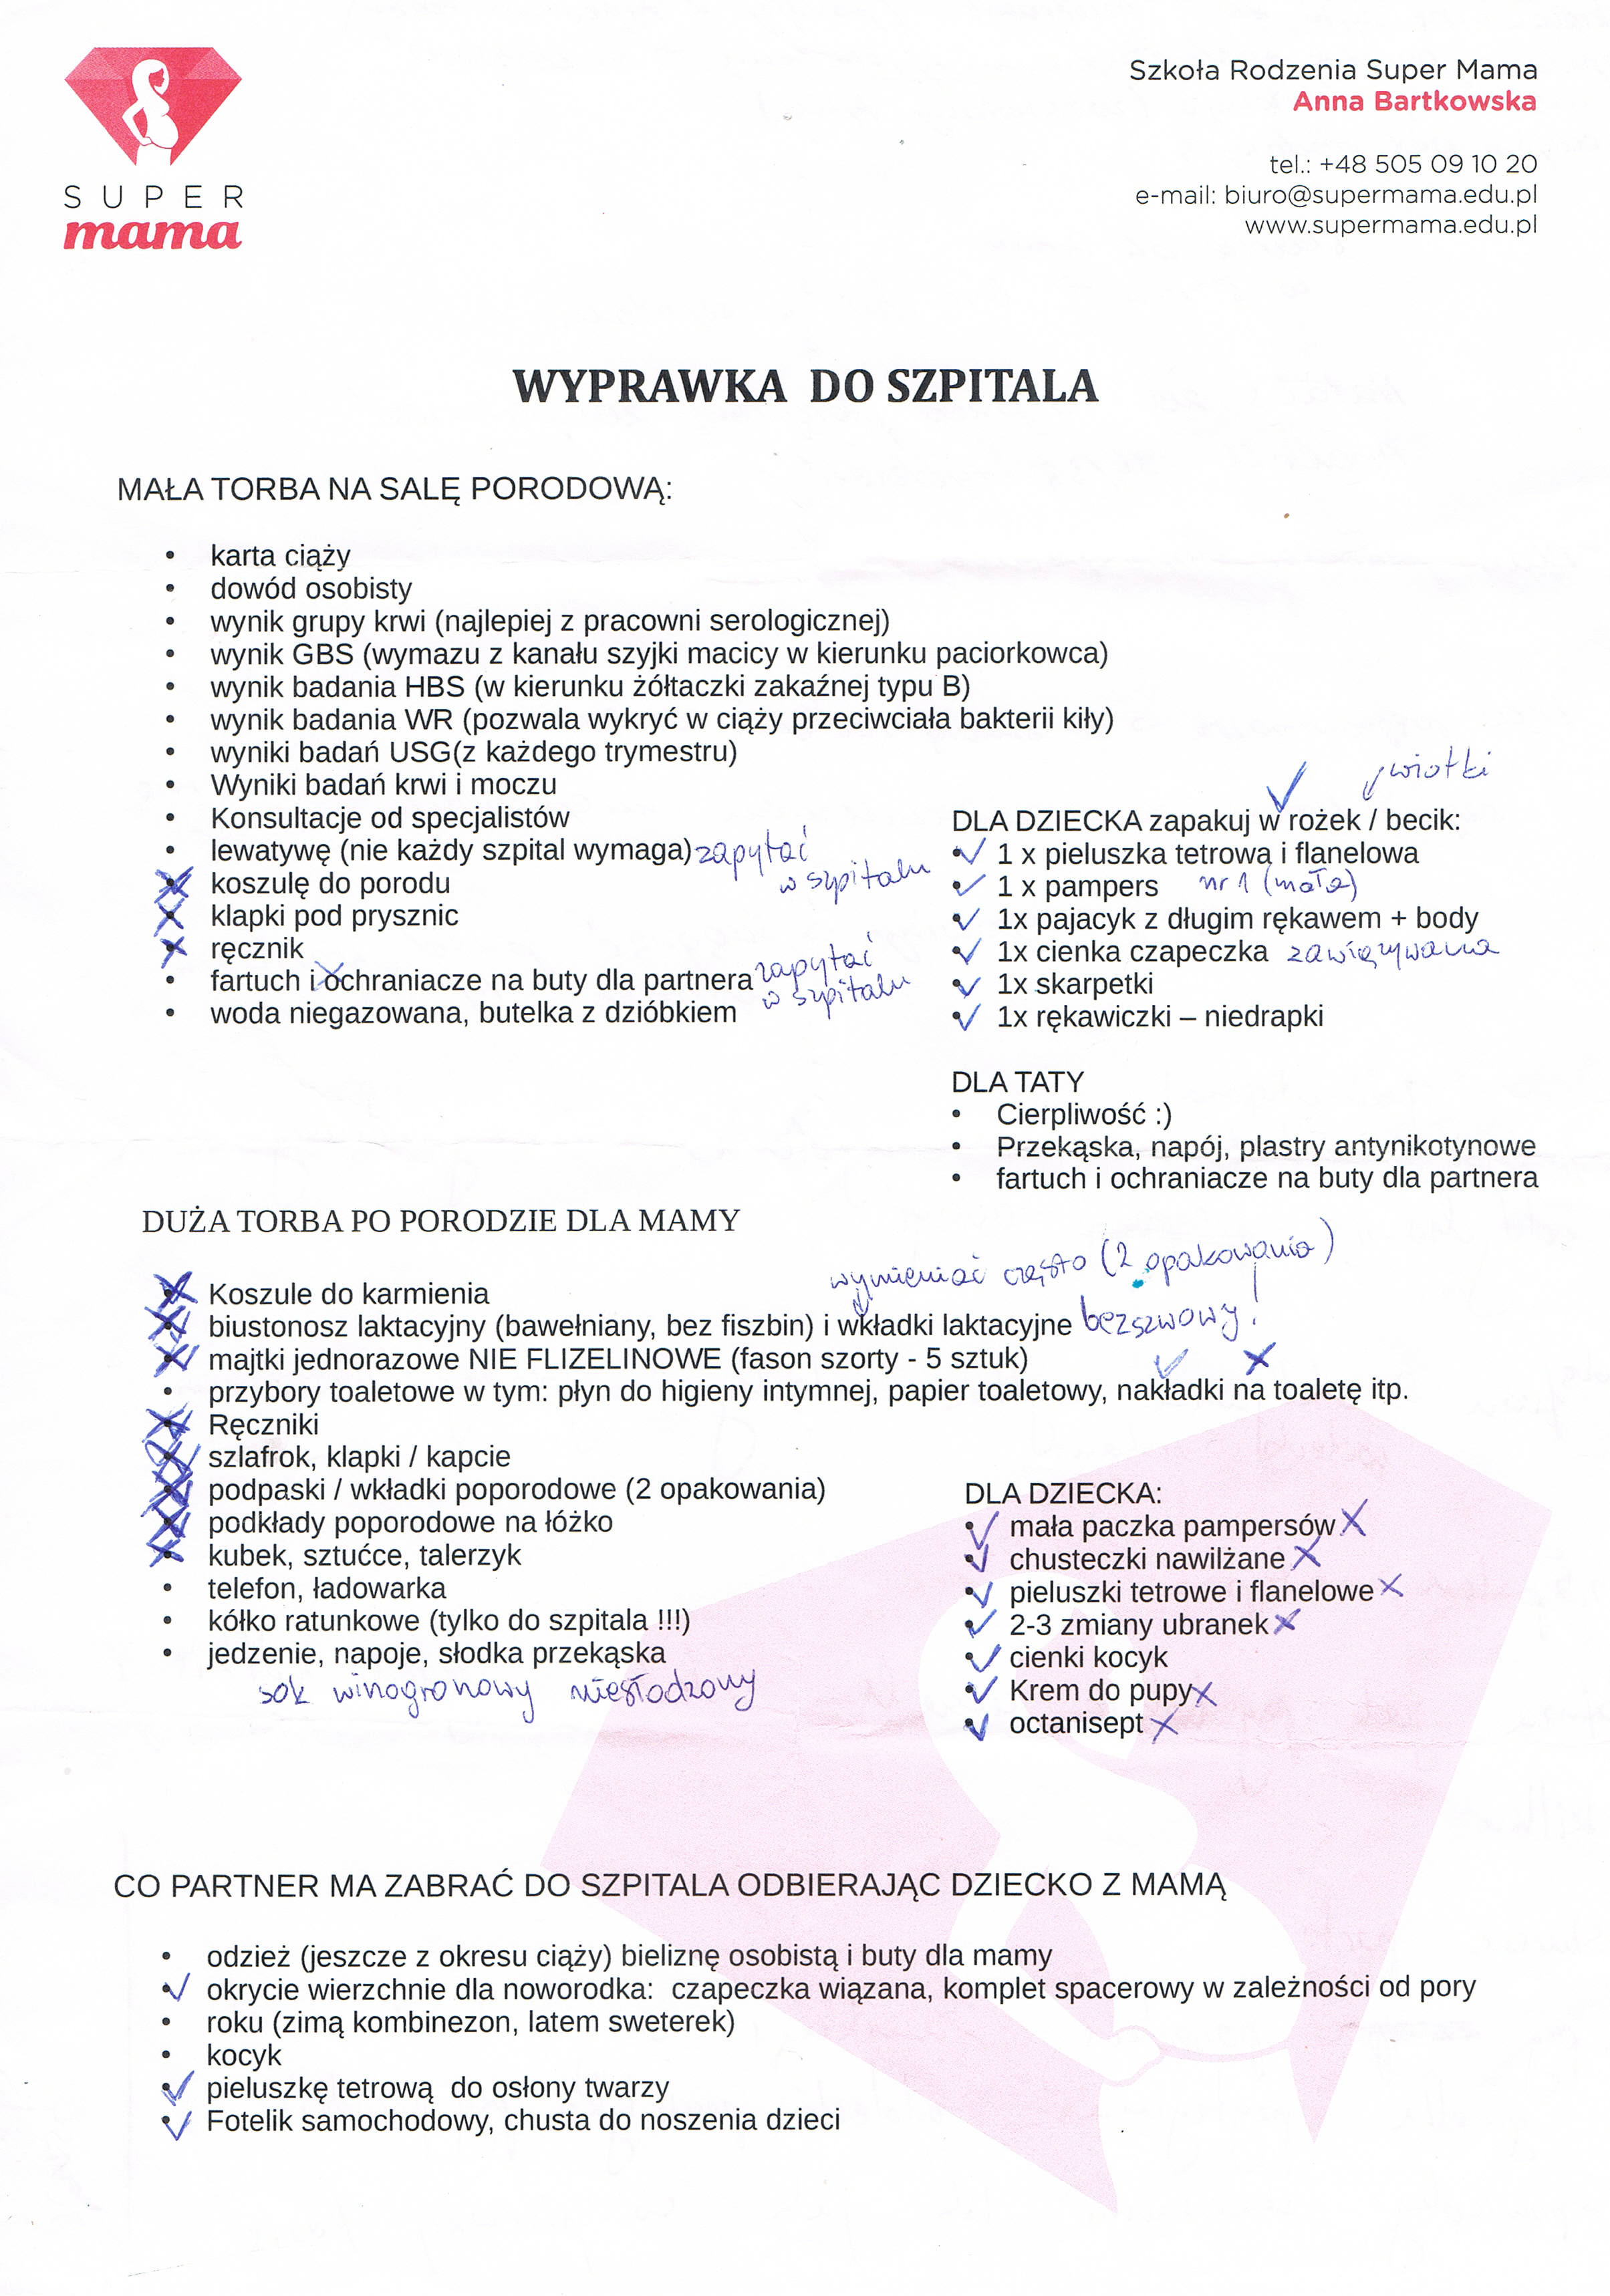 SUPER
mama
Szkoła Rodzenia Super Mama
Anna Bartkowska
tel.: +48 505 09 10 20
e-mail: biuro@supermama.edu.pl
www.supermama.edu.pl
WYPRAWKA DO SZPITALA
MAŁA TORBA NA SALĘ PORODOWĄ:
• karta ciąży
• dowód osobisty
• wynik grupy krwi (najlepiej z pracowni serologicznej)
• wynik GBS (wymazu z kanału szyjki macicy w kierunku paciorkowca)
• wynik badania HBS (w kierunku żółtaczki zakaźnej typu B)
• wynik badania WR (pozwala wykryć w ciąży przeciwciała bakterii kiły)
• wyniki badań USG(z każdego trymestru)
• Wyniki badań krwi i moczu
• Konsultacje od specjalistów
• lewatywę (nie każdy szpital wymaga) zapytać
w szpitalu
• koszulę do porodu
• klapki pod prysznic
• ręcznik
• fartuch i ochraniacze na buty dla partnera zapytać
w szpitalu
• woda niegazowana, butelka z dzióbkiem
wiotki
DLA DZIECKA zapakuj w rożek / becik:
• 1 x pieluszka tetrowa i flanelowa
• 1 x pampers nr 1 (mała)
• 1x pajacyk z długim rękawem + body
• 1x cienka czapeczka zawiązywana
• 1x skarpetki
• 1x rękawiczki – niedrapki
DLA TATY
• Cierpliwość :)
• Przekąska, napój, plastry antynikotynowe
• fartuch i ochraniacze na buty dla partnera
DUŻA TORBA PO PORODZIE DLA MAMY
wymieniać często (2 opakowania)
• Koszule do karmienia
• biustonosz laktacyjny (bawełniany, bez fiszbin) i wkładki laktacyjne bezszwowy!
• majtki jednorazowe NIE FLIZELINOWE (fason szorty - 5 sztuk)
• przybory toaletowe w tym: płyn do higieny intymnej, papier toaletowy, nakładki na toaletę itp.
• Ręczniki
• szlafrok, klapki / kapcie
• podpaski / wkładki poporodowe (2 opakowania)
• podkłady poporodowe na łóżko
• kubek, sztućce, talerzyk
• telefon, ładowarka
• kółko ratunkowe (tylko do szpitala !!!)
• jedzenie, napoje, słodka przekąska
sok winogronowy niesłodzony
DLA DZIECKA:
• mała paczka pampersów
• chusteczki nawilżane
• pieluszki tetrowe i flanelowe
• 2-3 zmiany ubranek
• cienki kocyk
• Krem do pupy
• octanisept
CO PARTNER MA ZABRAĆ DO SZPITALA ODBIERAJĄC DZIECKO Z MAMĄ
• odzież (jeszcze z okresu ciąży) bieliznę osobistą i buty dla mamy
• okrycie wierzchnie dla noworodka: czapeczka wiązana, komplet spacerowy w zależności od pory
• roku (zimą kombinezon, latem sweterek)
• kocyk
• pieluszkę tetrową do osłony twarzy
• Fotelik samochodowy, chusta do noszenia dzieci